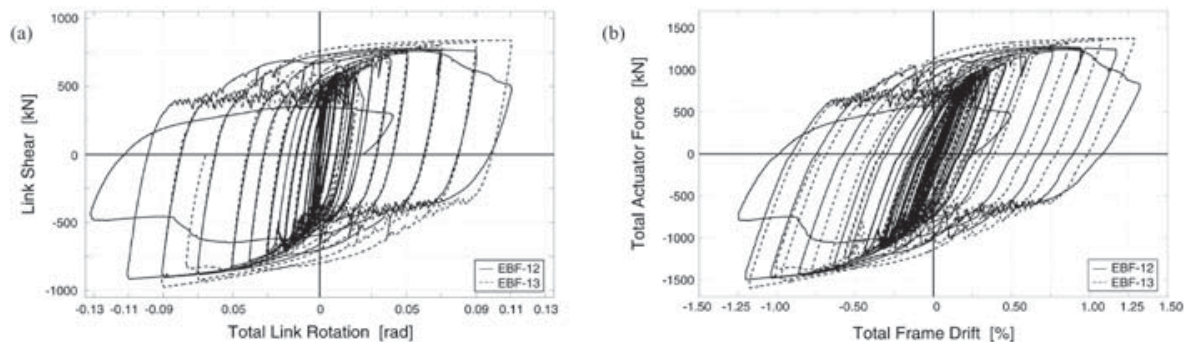 (a)
1000
500
0
-500
-1000
Link Shear [kN]
-0.13 -0.11 -0.09 0.05 0 0.05 0.09 0.11 0.13
Total Link Rotation [rad]
EBF-12
EBF-13
(b)
1500
1000
500
0
-500
-1000
-1500
Total Actuator Force [kN]
-1.50 -1.25 -1.00 -0.50 0 0.50 1.00 1.25 1.50
Total Frame Drift [%]
EBF-12
EBF-13